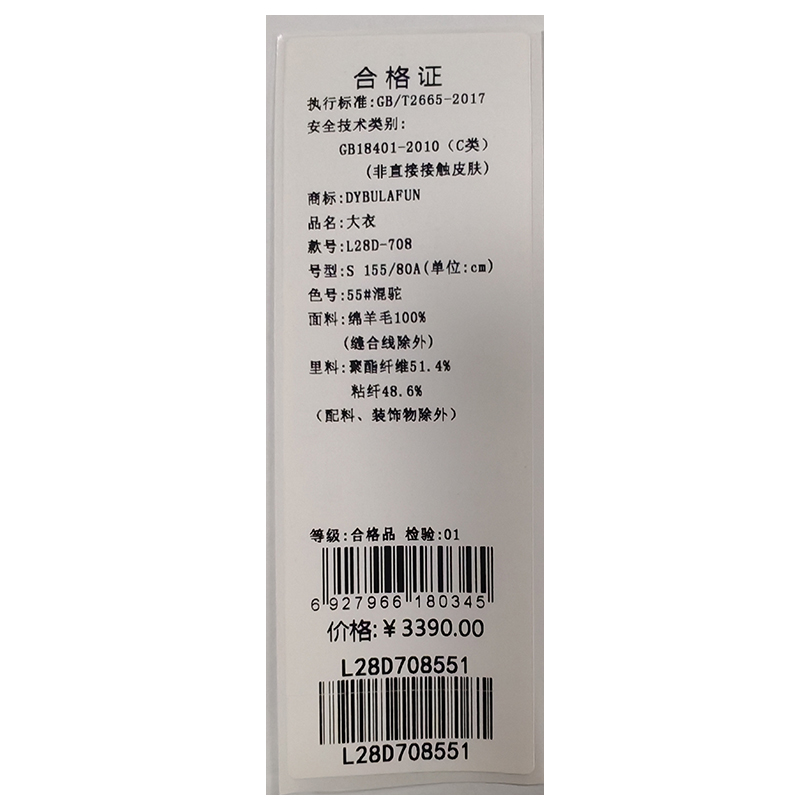 合格证
执行标准:GB/T2665-2017
安全技术类别:
GB18401-2010（C类）
(非直接接触皮肤)
商标:DYBULAFUN
品名:大衣
款号:L28D-708
号型:S 155/80A(单位:cm)
色号:55#混驼
面料:绵羊毛100%
(缝合线除外)
里料:聚酯纤维51.4%
粘纤48.6%
（配料、装饰物除外）
等级:合格品 检验:01
6 927966 180345
价格:￥3390.00
L28D708551
L28D708551